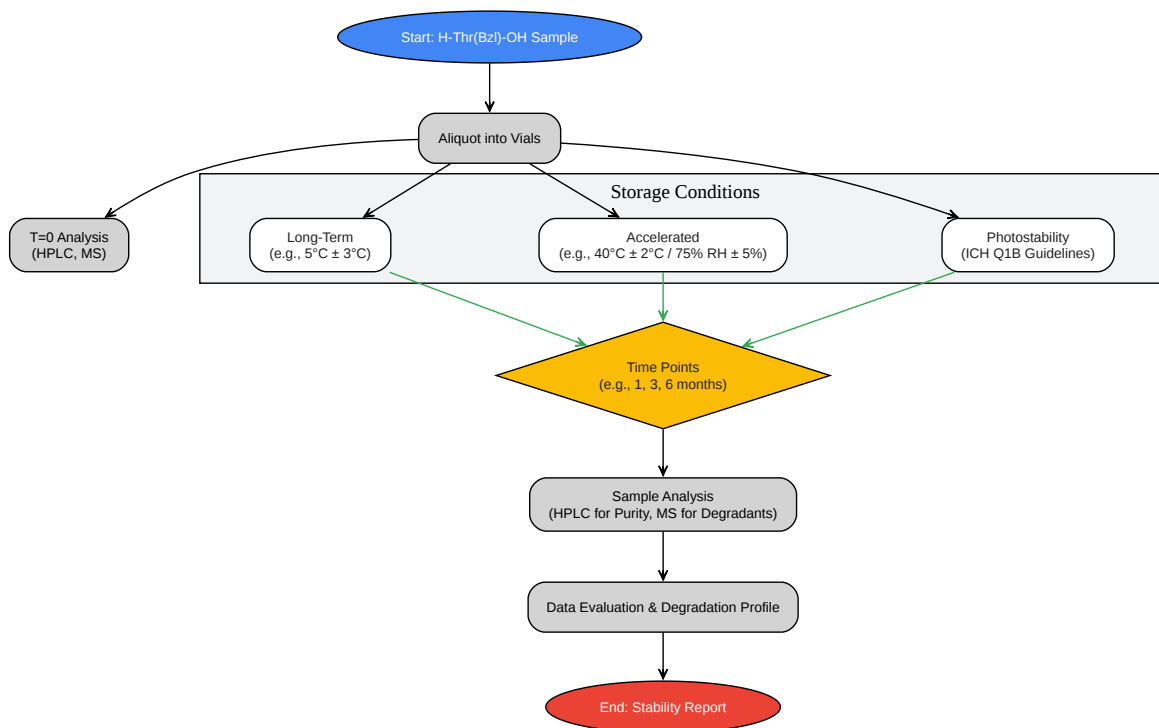 Start: H-Thr(Bzl)-OH Sample
Aliquot into Vials
Storage Conditions
T=0 Analysis
(HPLC, MS)
Long-Term
(e.g., 5°C ± 3°C)
Accelerated
(e.g., 40°C ± 2°C / 75% RH ± 5%)
Photostability
(ICH Q1B Guidelines)
Time Points
(e.g., 1, 3, 6 months)
Sample Analysis
(HPLC for Purity, MS for Degradants)
Data Evaluation & Degradation Profile
End: Stability Report